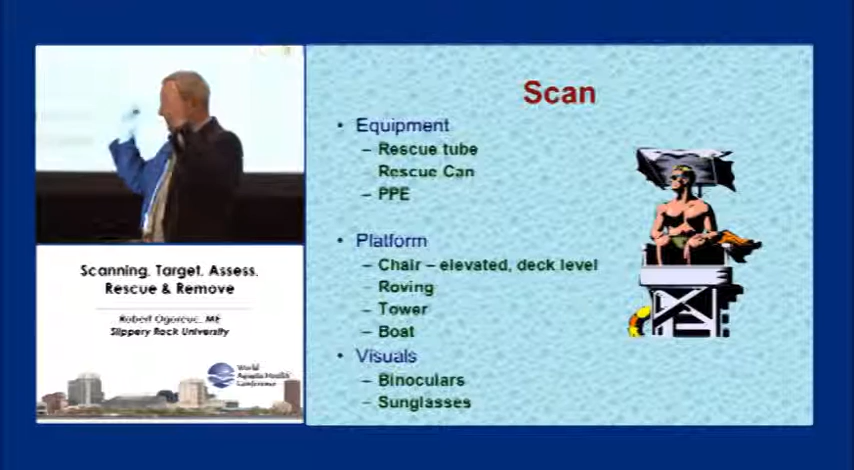 Scan
• Equipment
– Rescue tube
Rescue Can
– PPE
• Platform
– Chair – elevated, deck level
Roving
– Tower
– Boat
• Visuals
– Binoculars
– Sunglasses
Scanning, Target, Assess,
Rescue & Remove
Robert Ogoreuc, ME
Slippery Rock University
World
Aquatic Health
Conference